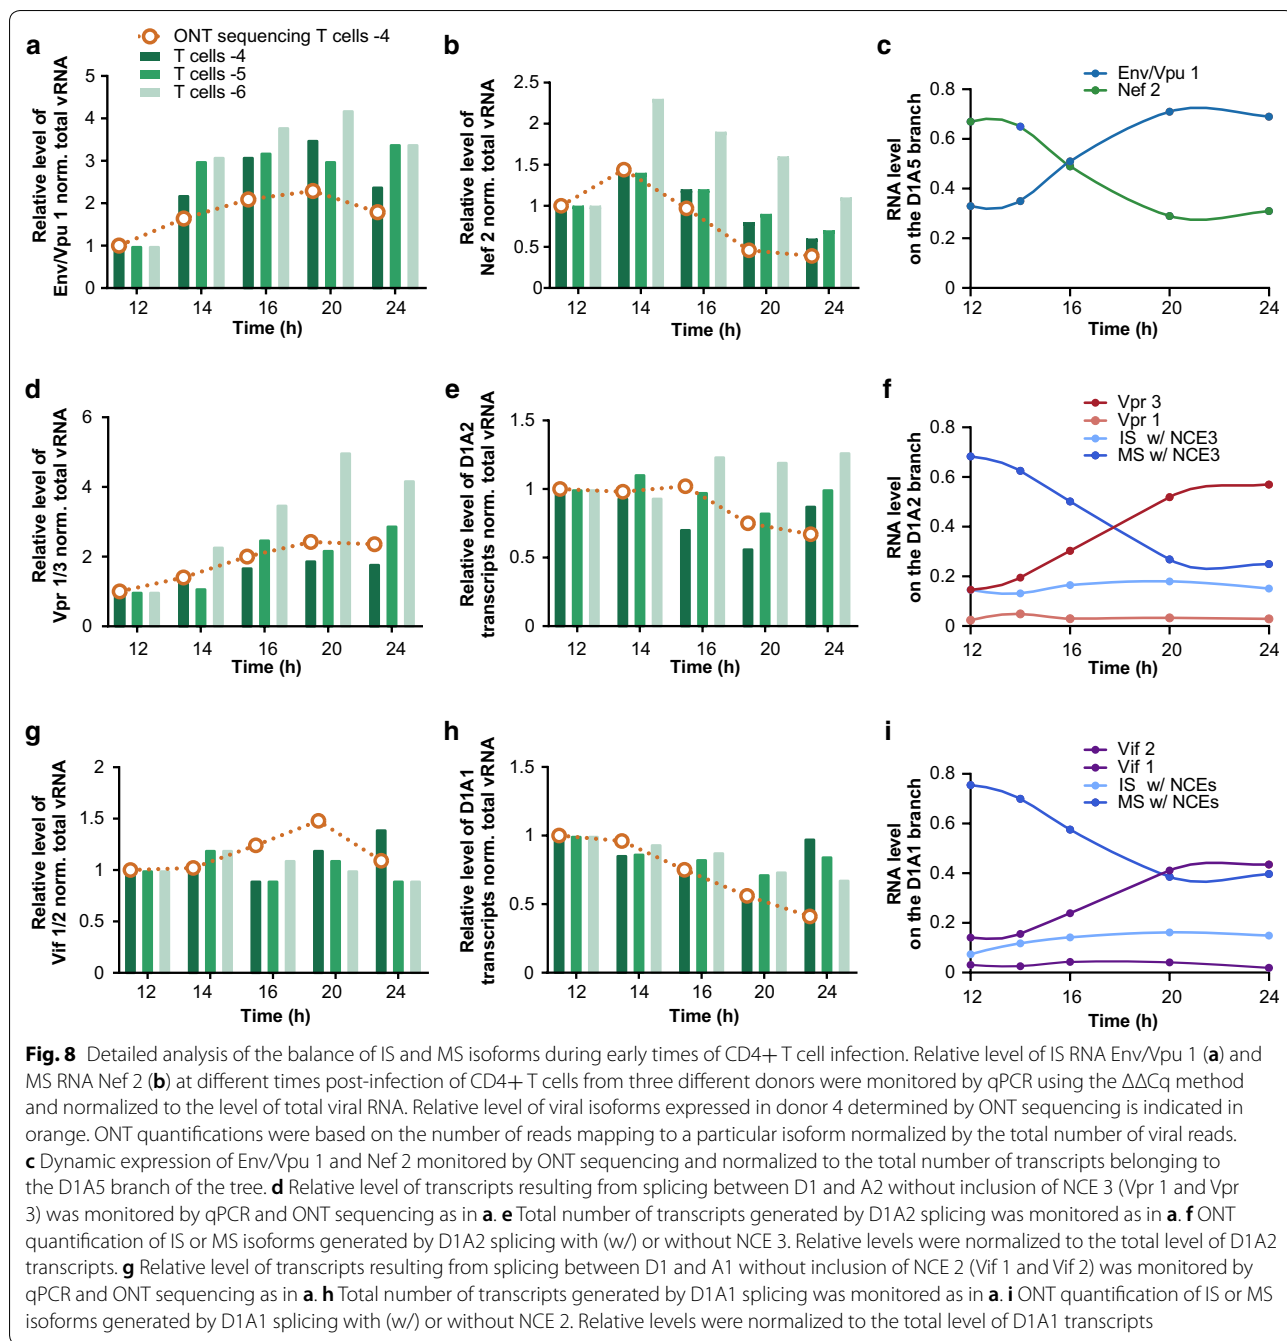 a
ONT sequencing T cells -4
T cells -4
T cells -5
T cells -6
Relative level of
Env/Vpu 1 norm. total vRNA
5
4
3
2
1
0
12 14 16 20 24
Time (h)
b
Relative level of
Nef 2 norm. total vRNA
2.5
2.0
1.5
1.0
0.5
0
12 14 16 20 24
Time (h)
c
Env/Vpu 1
Nef 2
RNA level
on the D1A5 branch
0.8
0.6
0.4
0.2
0
12 16 20 24
Time (h)
d
Relative level of
Vpr 1/3 norm. total vRNA
6
4
2
0
12 14 16 20 24
Time (h)
e
Relative level of D1A2
transcripts norm. total vRNA
1.5
1
0.5
0
12 14 16 20 24
Time (h)
f
Vpr 3
Vpr 1
IS w/ NCE3
MS w/ NCE3
RNA level
on the D1A2 branch
0.8
0.6
0.4
0.2
0
12 16 20 24
Time (h)
g
Relative level of
Vif 1/2 norm. total vRNA
2
1.5
1
0.5
0
12 14 16 20 24
Time (h)
h
Relative level of D1A1
transcripts norm. total vRNA
1.5
1
0.5
0
12 14 16 20 24
Time (h)
i
Vif 2
Vif 1
IS w/ NCEs
MS w/ NCEs
RNA level
on the D1A1 branch
0.8
0.6
0.4
0.2
0
12 16 20 24
Time (h)
Fig. 8 Detailed analysis of the balance of IS and MS isoforms during early times of CD4+ T cell infection. Relative level of IS RNA Env/Vpu 1 (a) and
MS RNA Nef 2 (b) at different times post-infection of CD4+ T cells from three different donors were monitored by qPCR using the ΔΔCq method
and normalized to the level of total viral RNA. Relative level of viral isoforms expressed in donor 4 determined by ONT sequencing is indicated in
orange. ONT quantifications were based on the number of reads mapping to a particular isoform normalized by the total number of viral reads.
c Dynamic expression of Env/Vpu 1 and Nef 2 monitored by ONT sequencing and normalized to the total number of transcripts belonging to
the D1A5 branch of the tree. d Relative level of transcripts resulting from splicing between D1 and A2 without inclusion of NCE 3 (Vpr 1 and Vpr
3) was monitored by qPCR and ONT sequencing as in a. e Total number of transcripts generated by D1A2 splicing was monitored as in a. f ONT
quantification of IS or MS isoforms generated by D1A2 splicing with (w/) or without NCE 3. Relative levels were normalized to the total level of D1A2
transcripts. g Relative level of transcripts resulting from splicing between D1 and A1 without inclusion of NCE 2 (Vif 1 and Vif 2) was monitored by
qPCR and ONT sequencing as in a. h Total number of transcripts generated by D1A1 splicing was monitored as in a. i ONT quantification of IS or MS
isoforms generated by D1A1 splicing with (w/) or without NCE 2. Relative levels were normalized to the total level of D1A1 transcripts